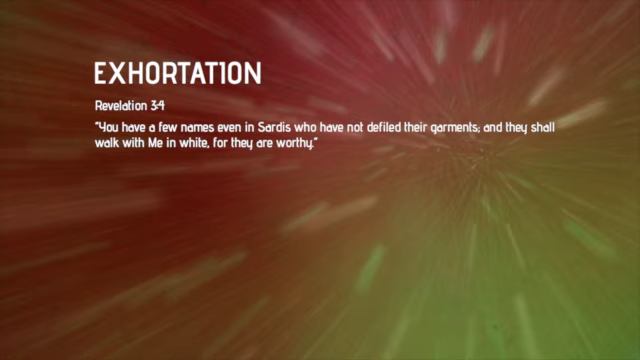 EXHORTATION
Revelation 3:4
"You have a few names even in Sardis who have not defiled their garments; and they shall
walk with Me in white, for they are worthy."